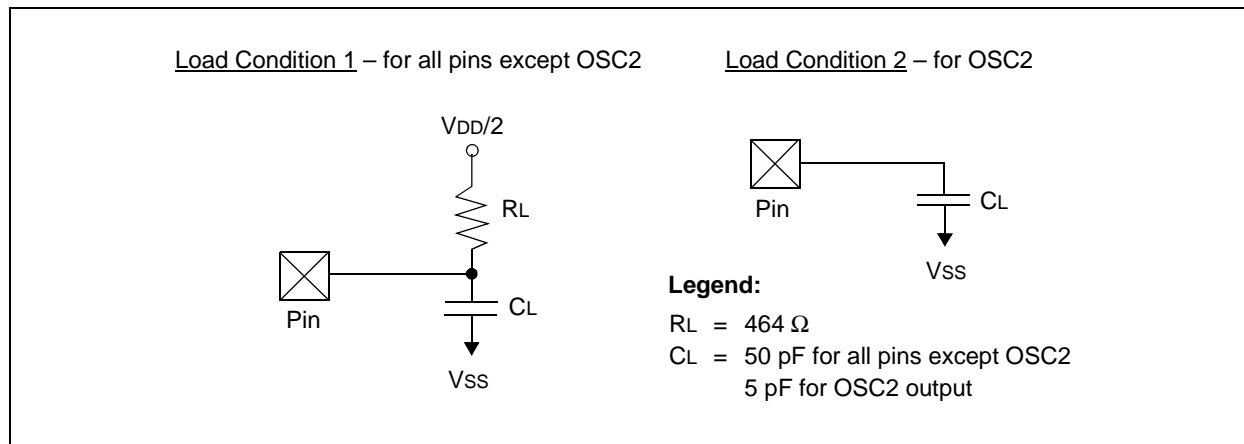 Load Condition 1 – for all pins except OSC2
VDD/2
RL
Pin
CL
VSS
Load Condition 2 – for OSC2
Pin
CL
VSS
Legend:
RL = 464 Ω
CL = 50 pF for all pins except OSC2
5 pF for OSC2 output